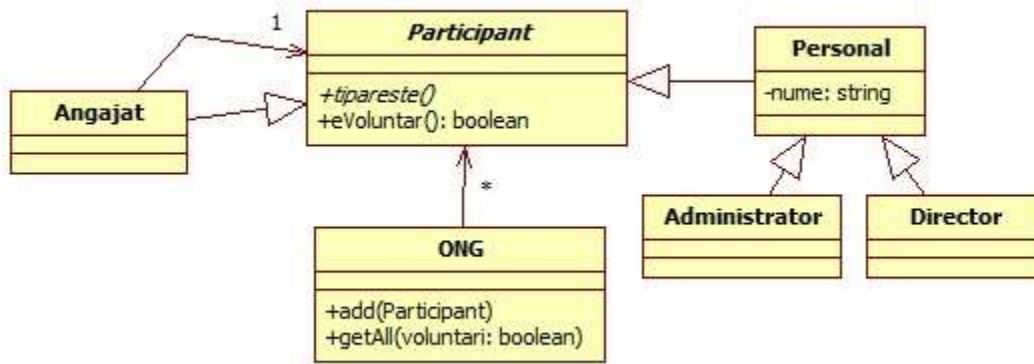 1
Participant
+tipareste()
+eVoluntar(): boolean
Personal
-nume: string
Angajat
*
Administrator
Director
ONG
+add(Participant)
+getAll(voluntari: boolean)